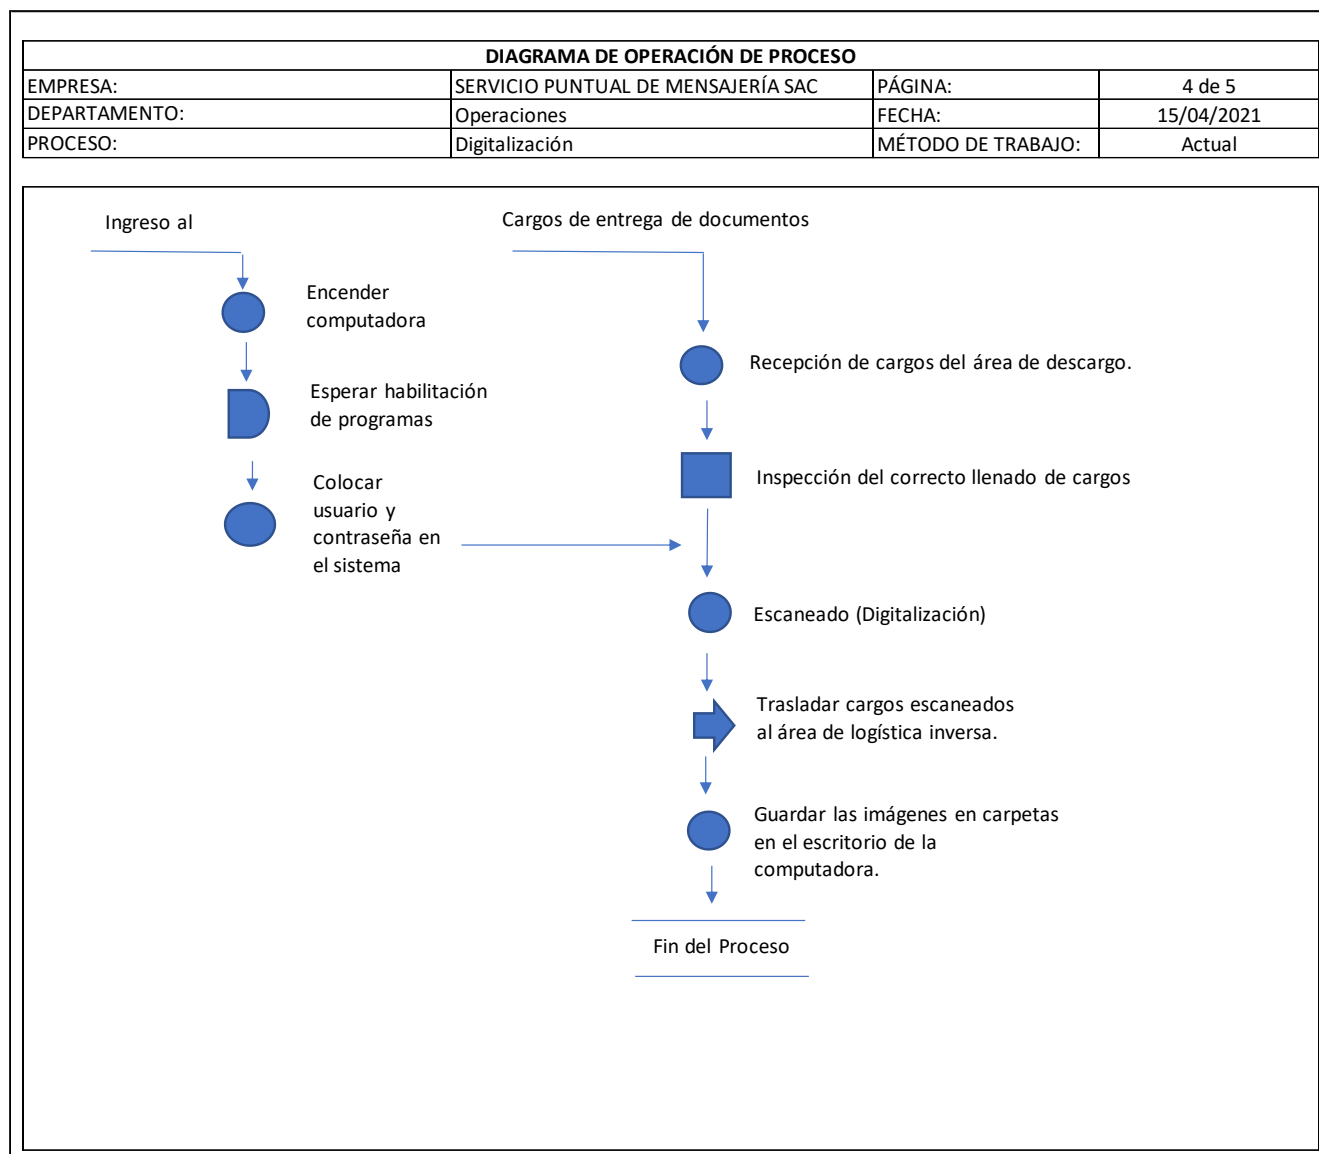 DIAGRAMA DE OPERACIÓN DE PROCESO
EMPRESA: SERVICIO PUNTUAL DE MENSAJERÍA SAC PÁGINA: 4 de 5
DEPARTAMENTO: Operaciones FECHA: 15/04/2021
PROCESO: Digitalización MÉTODO DE TRABAJO: Actual
Ingreso al
Encender
computadora
Esperar habilitación
de programas
Colocar
usuario y
contraseña en
el sistema
Cargos de entrega de documentos
Recepción de cargos del área de descargo.
Inspección del correcto llenado de cargos
Escaneado (Digitalización)
Trasladar cargos escaneados
al área de logística inversa.
Guardar las imágenes en carpetas
en el escritorio de la
computadora.
Fin del Proceso